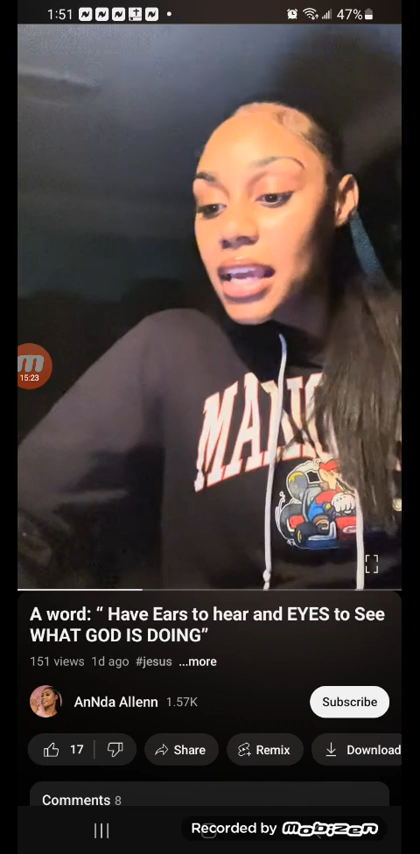 1:51
47%
MARIO
15:23
A word: “ Have Ears to hear and EYES to See
WHAT GOD IS DOING”
151 views 1d ago #jesus ...more
AnNda Allenn 1.57K
Subscribe
17
Share
Remix
Download
Comments 8
Recorded by mobizen